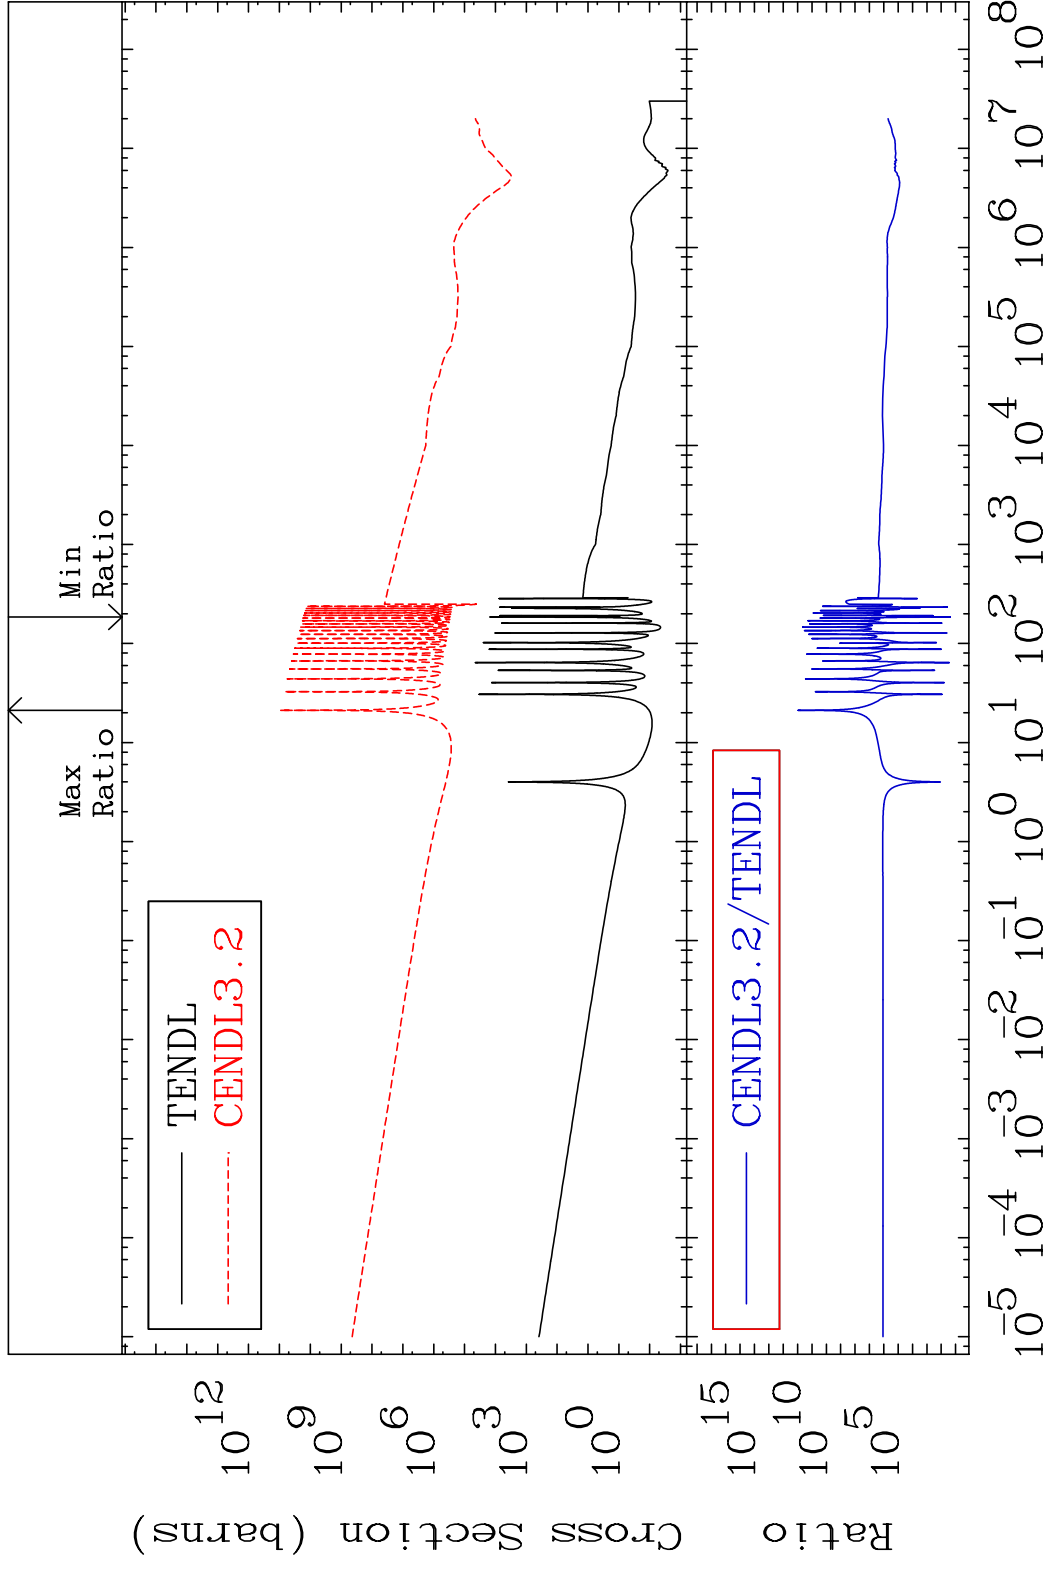 Max
Ratio
Min
Ratio
TENDL
CENDL3.2
10^12
10^9
10^6
10^3
10^0
Cross Section (barns)
CENDL3.2/TENDL
10^15
10^10
10^5
Ratio
10^-5 10^-4 10^-3 10^-2 10^-1 10^0 10^1 10^2 10^3 10^4 10^5 10^6 10^7 10^8